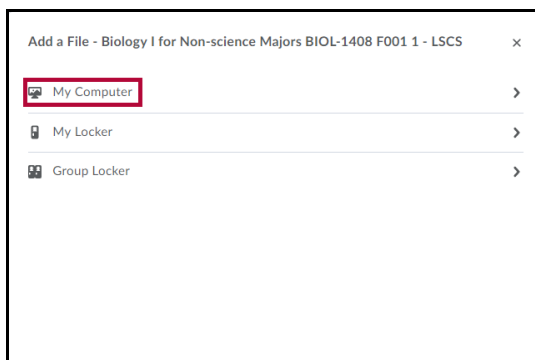 Add a File - Biology I for Non-science Majors BIOL-1408 F001 1 - LSCS
My Computer
My Locker
Group Locker